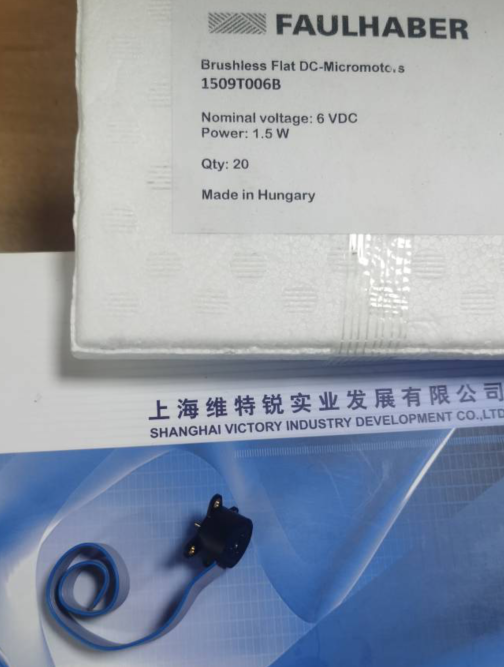 FAULHABER
Brushless Flat DC-Micromotors
1509T006B
Nominal voltage: 6 VDC
Power: 1.5 W
Qty: 20
Made in Hungary
上海维特锐实业发展有限公司
SHANGHAI VICTORY INDUSTRY DEVELOPMENT CO.,LTD